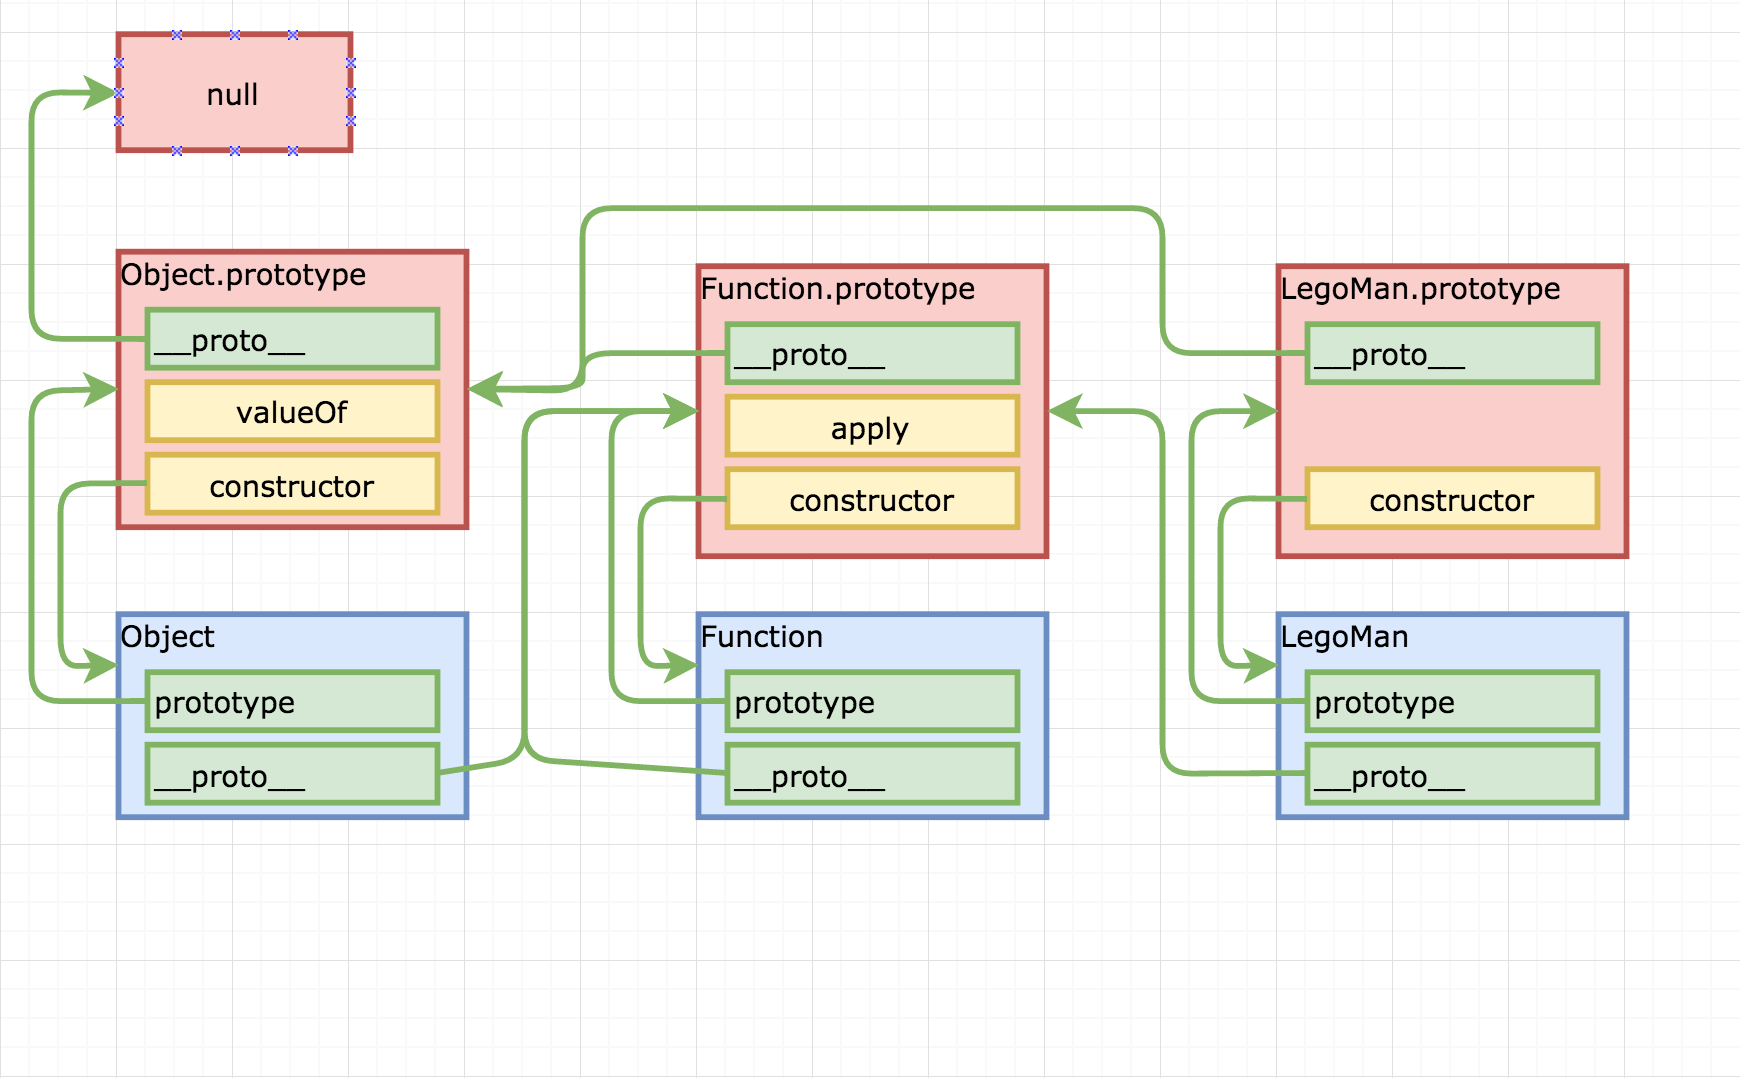 null
Object.prototype
__proto__
valueOf
constructor
Function.prototype
__proto__
apply
constructor
LegoMan.prototype
__proto__
constructor
Object
prototype
__proto__
Function
prototype
__proto__
LegoMan
prototype
__proto__